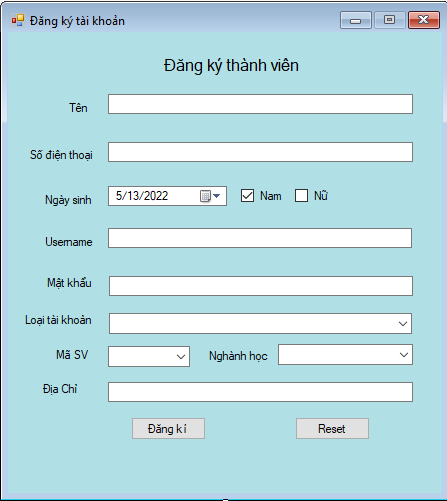 Đăng ký tài khoản
Đăng ký thành viên
Tên
Số điện thoại
Ngày sinh 5/13/2022 Nam Nữ
Username
Mật khẩu
Loại tài khoản
Mã SV Nghành học
Địa Chỉ
Đăng kí Reset